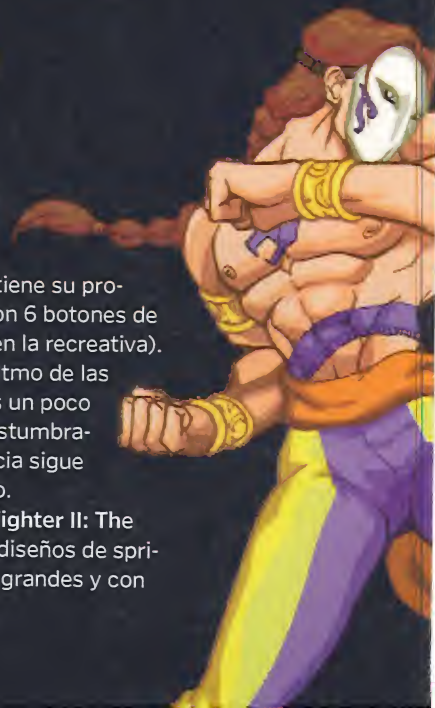 tiene su pro-
on 6 botones de
en la recreativa).
tmo de las
s un poco
stumbra-
cia sigue
o.
ighter II: The
diseños de spri-
grandes y con